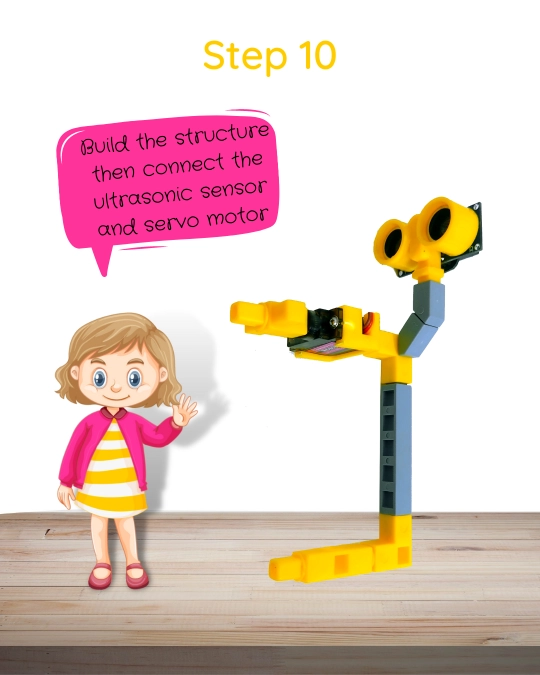 Step 10
Build the structure
then connect the
ultrasonic sensor
and servo motor